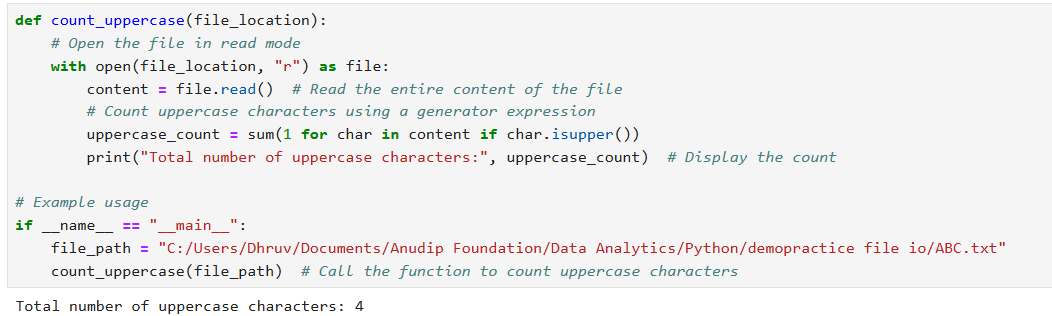 def count_uppercase(file_location):
    # Open the file in read mode
    with open(file_location, "r") as file:
        content = file.read()  # Read the entire content of the file
        # Count uppercase characters using a generator expression
        uppercase_count = sum(1 for char in content if char.isupper())
        print("Total number of uppercase characters:", uppercase_count)  # Display the count

# Example usage
if __name__ == "__main__":
    file_path = "C:/Users/Dhruv/Documents/Anudip Foundation/Data Analytics/Python/demopractice file io/ABC.txt"
    count_uppercase(file_path)  # Call the function to count uppercase characters
Total number of uppercase characters: 4